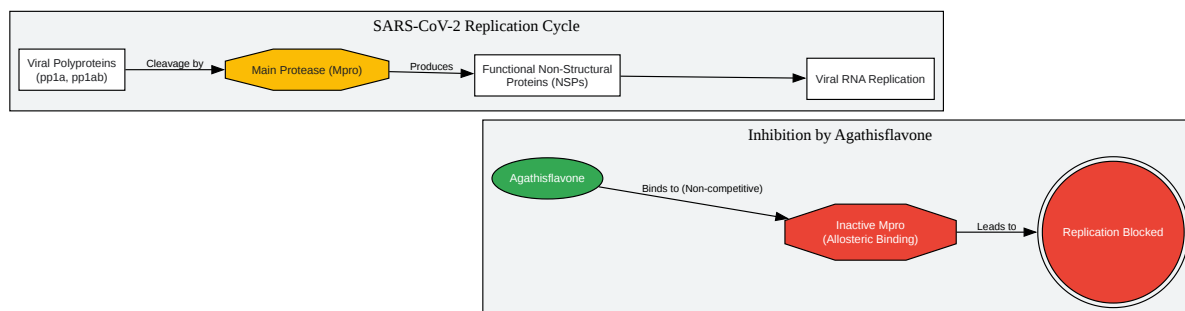 SARS-CoV-2 Replication Cycle
Viral Polyproteins
(pp1a, pp1ab)
Cleavage by
Main Protease (Mpro)
Produces
Functional Non-Structural
Proteins (NSPs)
Viral RNA Replication
Inhibition by Agathisflavone
Agathisflavone
Binds to (Non-competitive)
Inactive Mpro
(Allosteric Binding)
Leads to
Replication Blocked